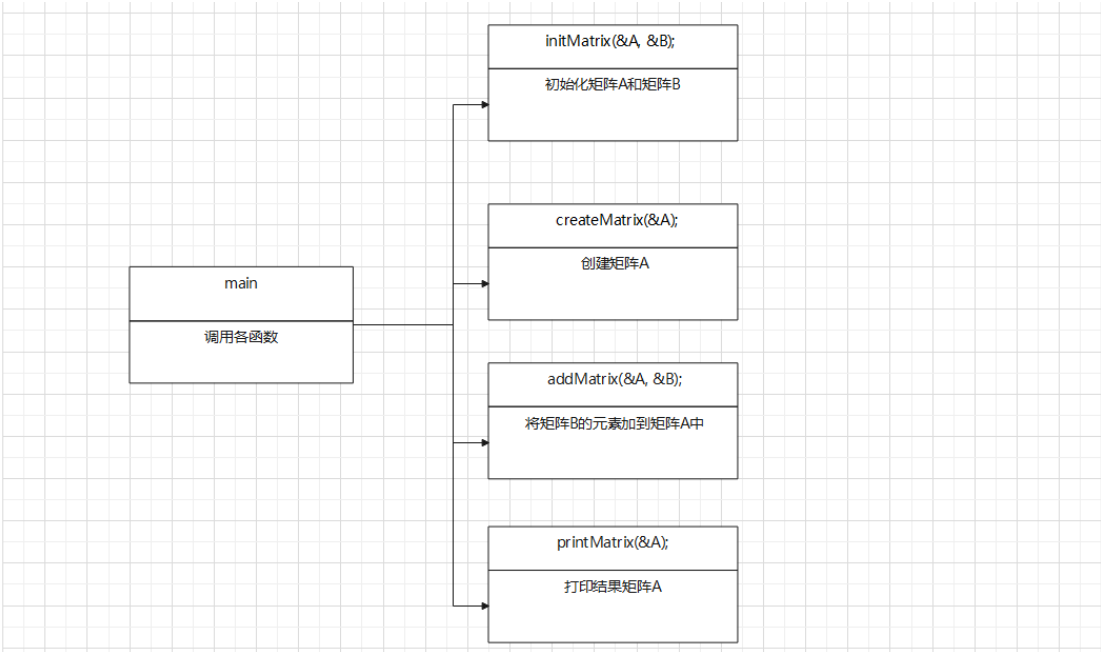 initMatrix(&A, &B);
初始化矩阵A和矩阵B
createMatrix(&A);
创建矩阵A
main
调用各函数
addMatrix(&A, &B);
将矩阵B的元素加到矩阵A中
printMatrix(&A);
打印结果矩阵A